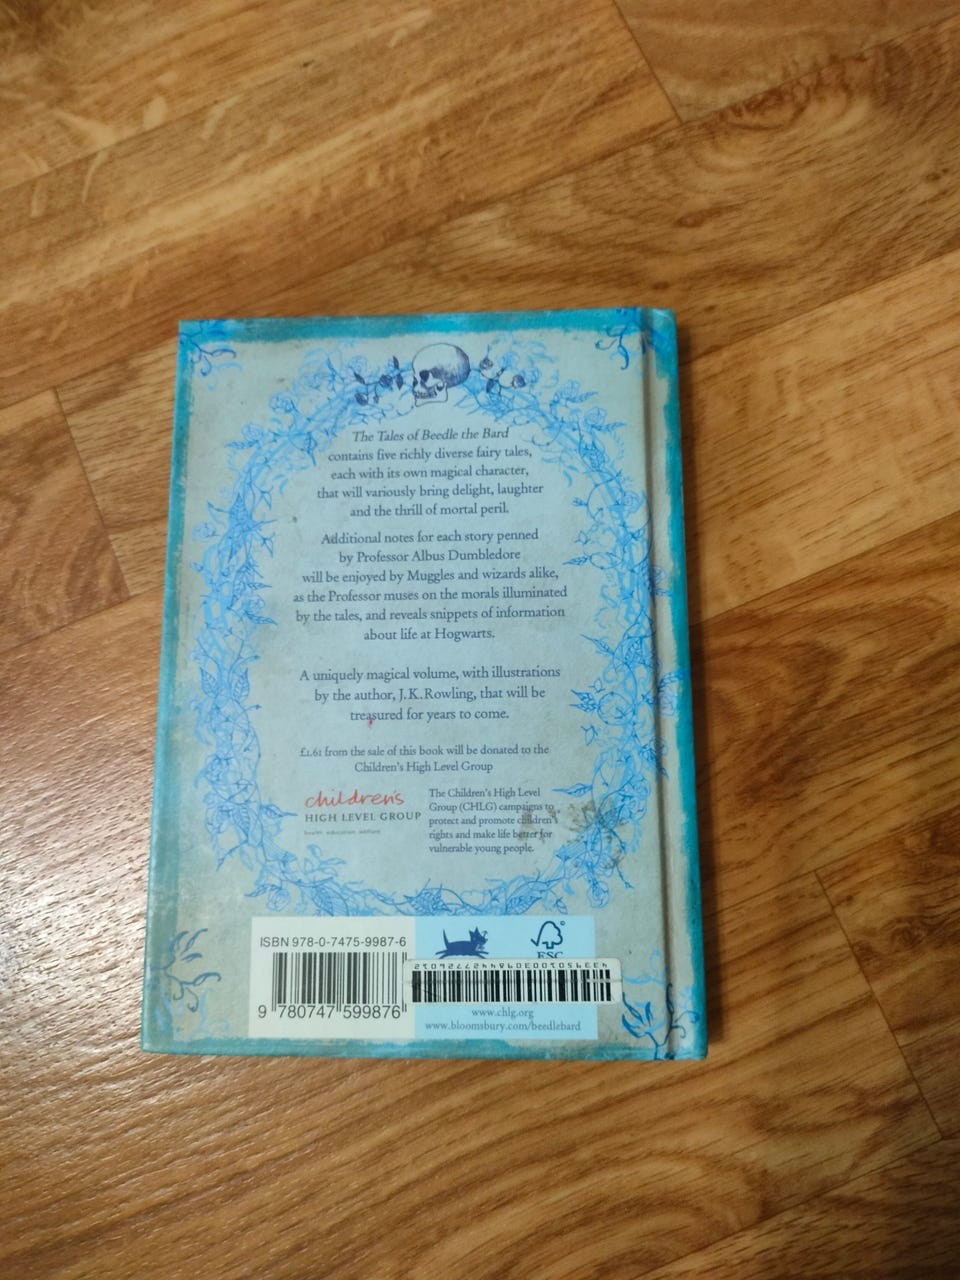 The Tales of Beedle the Bard
contains five richly diverse fairy tales,
each with its own magical character,
that will variously bring delight, laughter
and the thrill of mortal peril.
Additional notes for each story penned
by Professor Albus Dumbledore
will be enjoyed by Muggles and wizards alike,
as the Professor muses on the morals illuminated
by the tales, and reveals snippets of information
about life at Hogwarts.
A uniquely magical volume, with illustrations
by the author, J.K. Rowling, that will be
treasured for years to come.
£1.61 from the sale of this book will be donated to the
Children's High Level Group
children's
HIGH LEVEL GROUP
health education welfare
The Children's High Level
Group (CHLG) campaigns to
protect and promote children's
rights and make life better for
vulnerable young people.
ISBN 978-0-7475-9987-6
9 780747 599876
FSC
www.chlg.org
www.bloomsbury.com/beedlebard